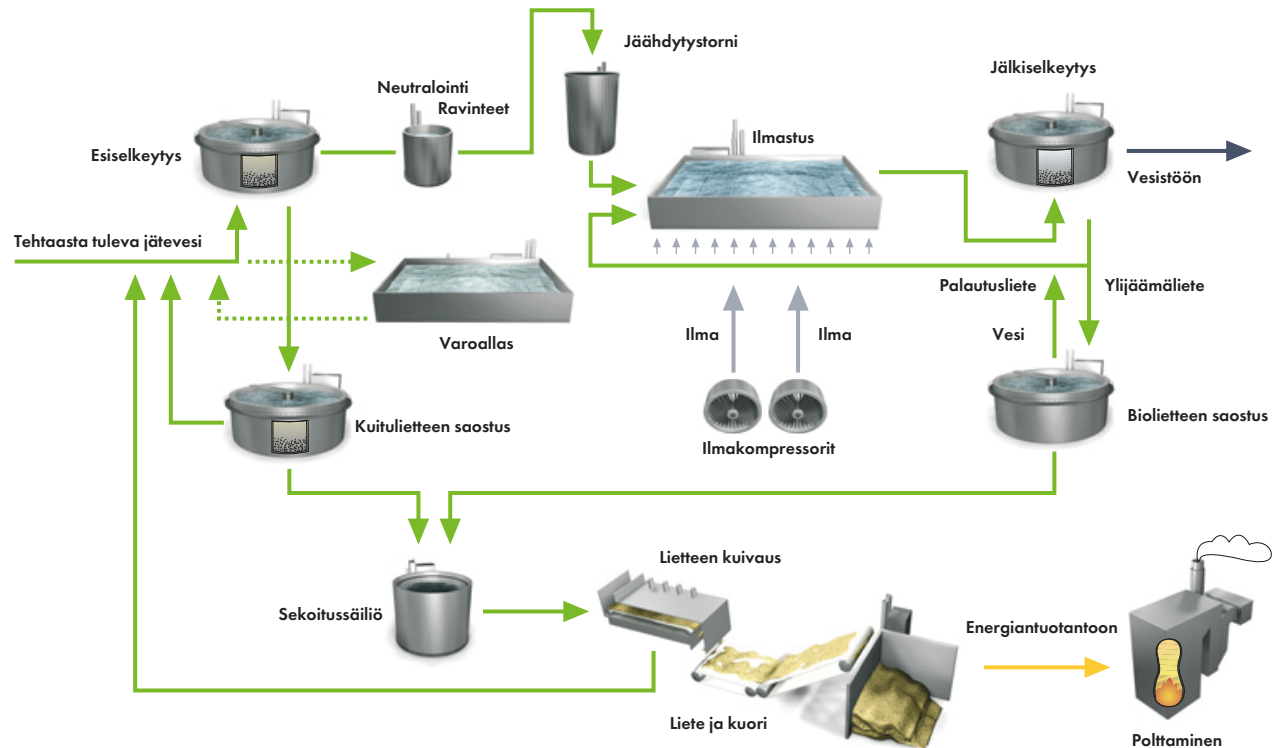 Jäähdytystorni
Jälkiselkeytys
Neutralointi
Ravinteet
Ilmastus
Esiselkeytys
Vesistöön
Tehtaasta tuleva jätevesi
Palautusliete
Ylijäämäliete
Varoallas
Ilma
Ilma
Vesi
Kuitulietteen saostus
Biolietteen saostus
Ilmakompressorit
Lietteen kuivaus
Sekoitussäiliö
Energiantuotantoon
Liete ja kuori
Polttaminen